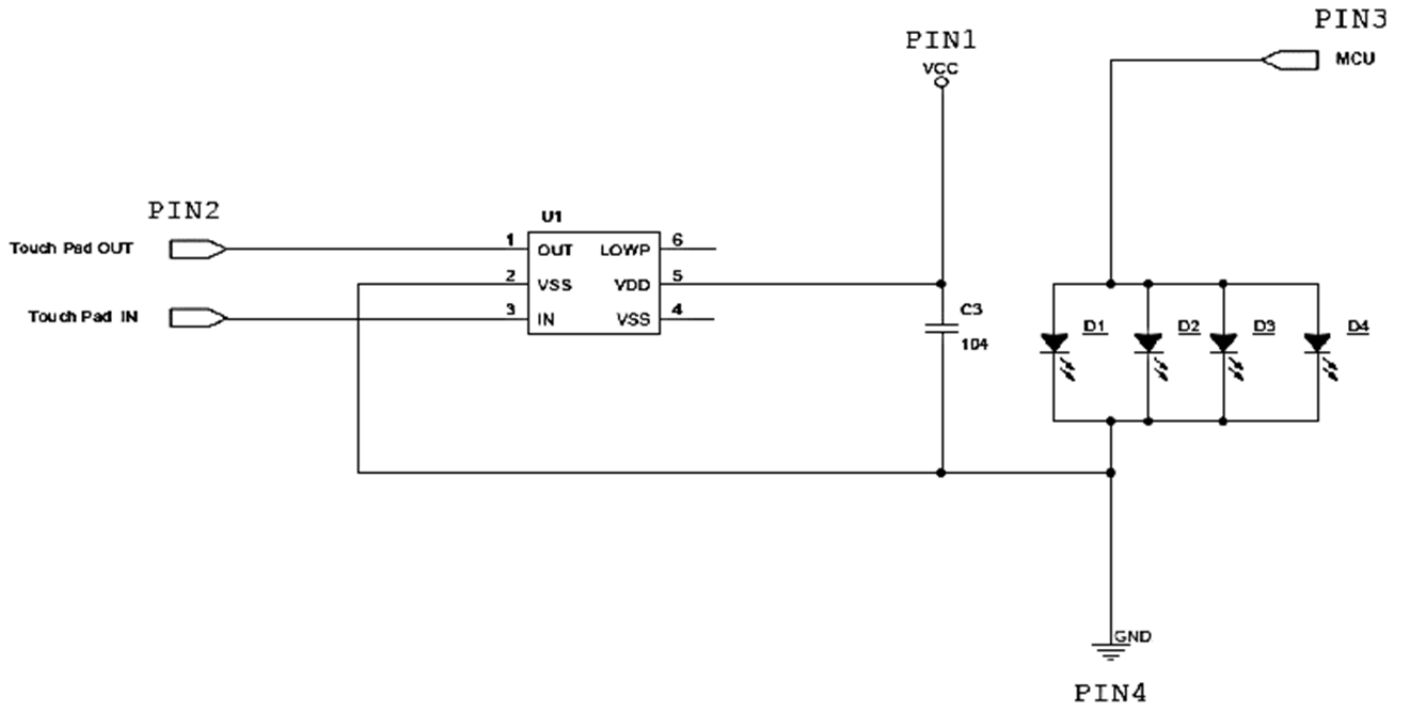 PIN3
MCU
PIN1
VCC
PIN2
Touch Pad OUT
Touch Pad IN
U1
1 OUT LOWP 6
2 VSS VDD 5
3 IN VSS 4
C3
104
D1 D2 D3 D4
GND
PIN4